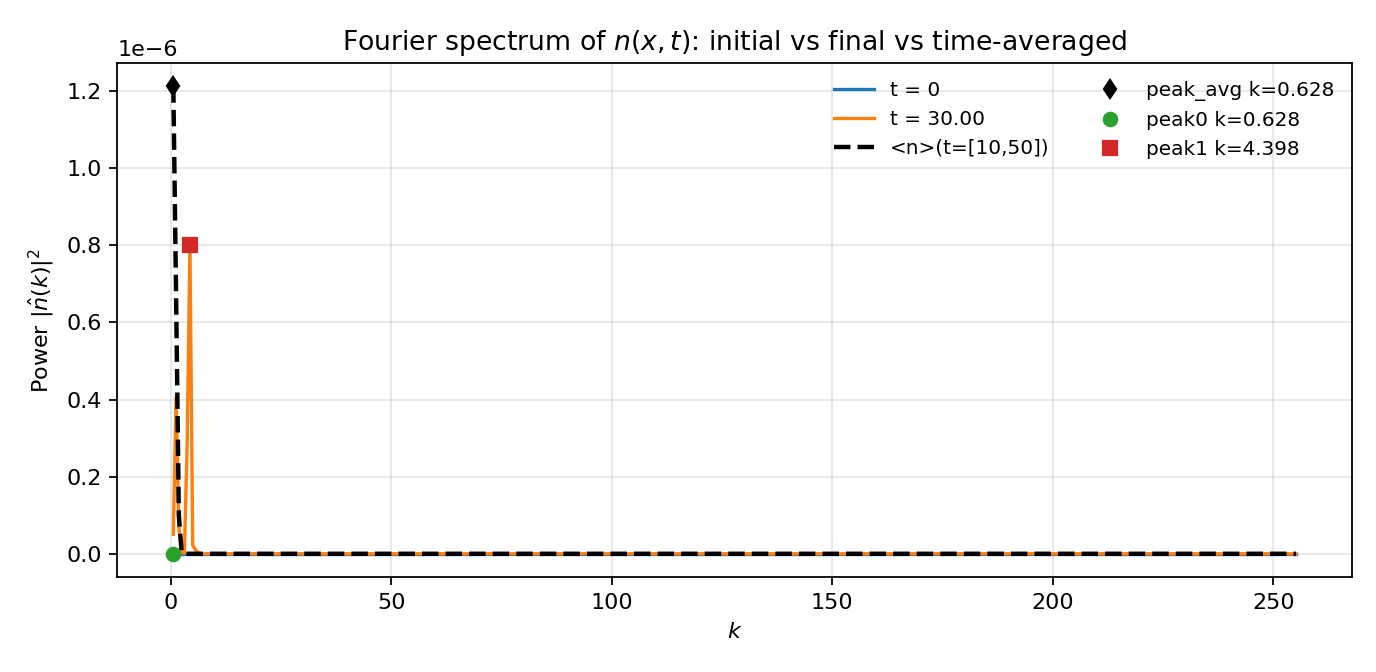 Fourier spectrum of n(x, t): initial vs final vs time-averaged
1e−6
1.2
1.0
0.8
0.6
0.4
0.2
0.0
Power |n̂(k)|²
0
50
100
150
200
250
k
t = 0
t = 30.00
<n>(t=[10,50])
peak_avg k=0.628
peak0 k=0.628
peak1 k=4.398